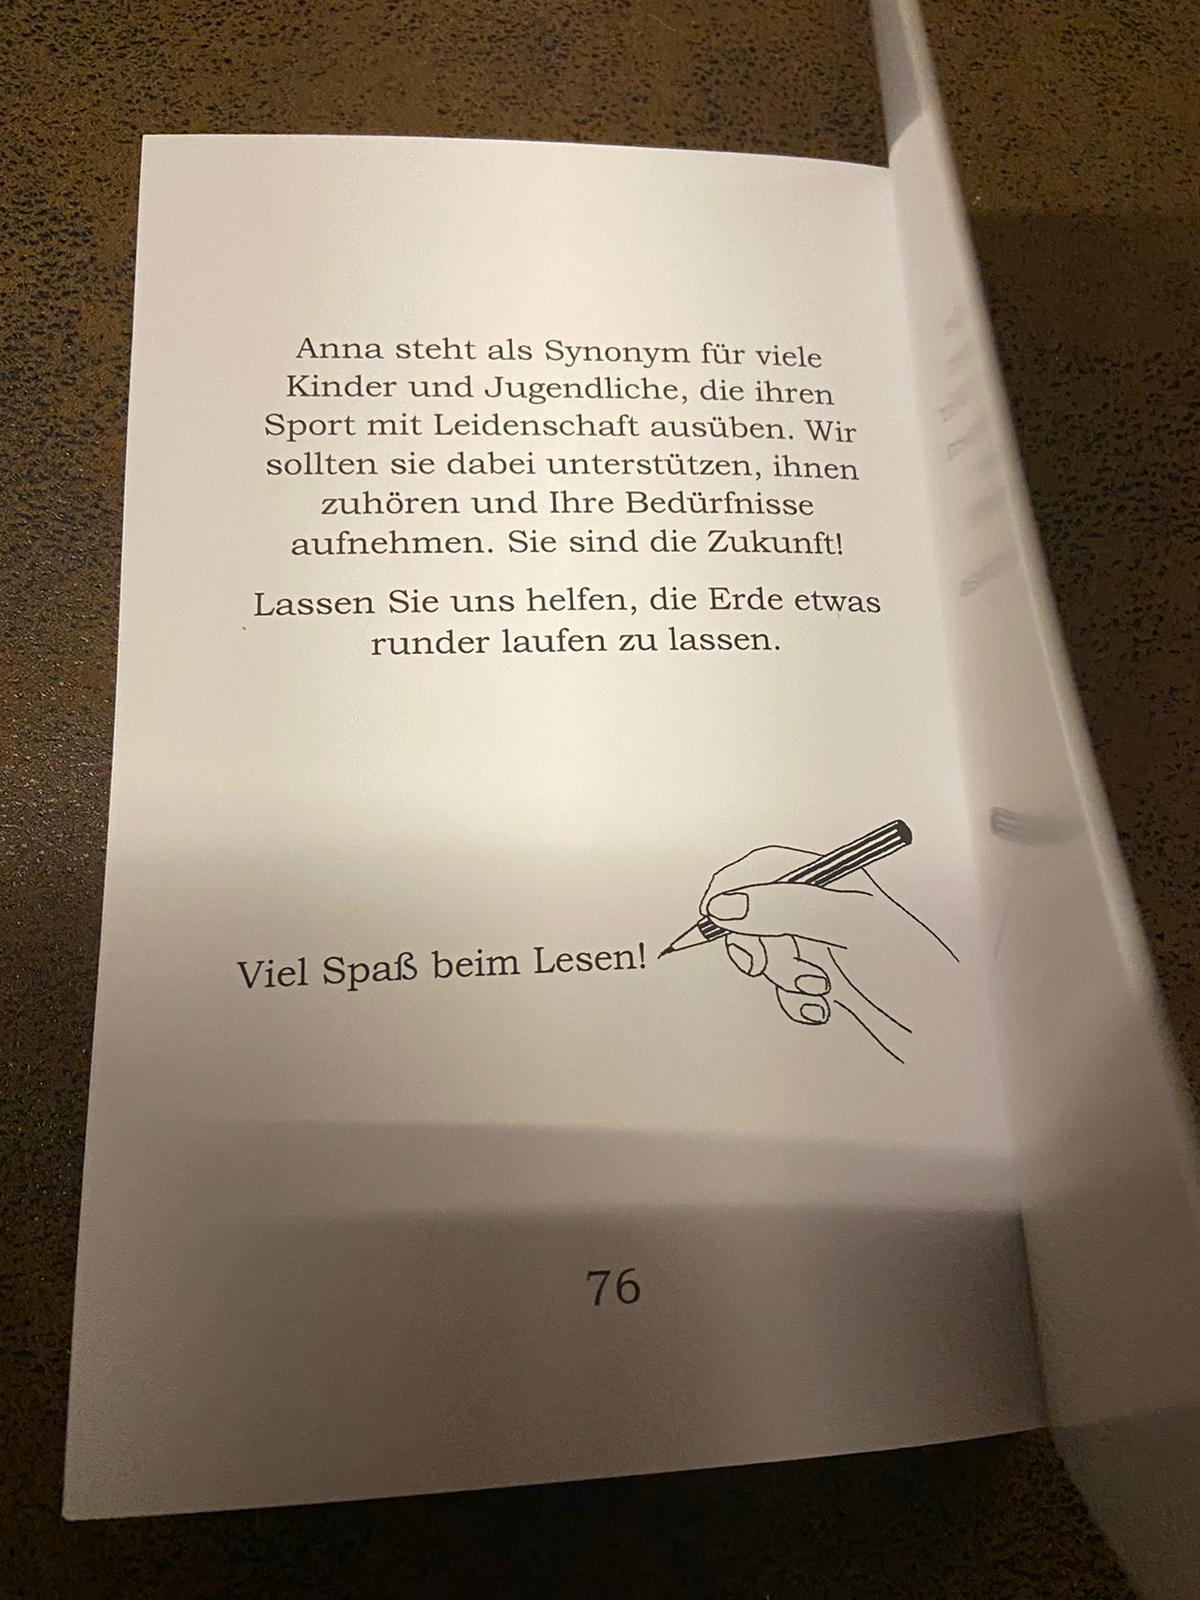 Anna steht als Synonym für viele
Kinder und Jugendliche, die ihren
Sport mit Leidenschaft ausüben. Wir
sollten sie dabei unterstützen, ihnen
zuhören und Ihre Bedürfnisse
aufnehmen. Sie sind die Zukunft!
Lassen Sie uns helfen, die Erde etwas
runder laufen zu lassen.
Viel Spaß beim Lesen!
76